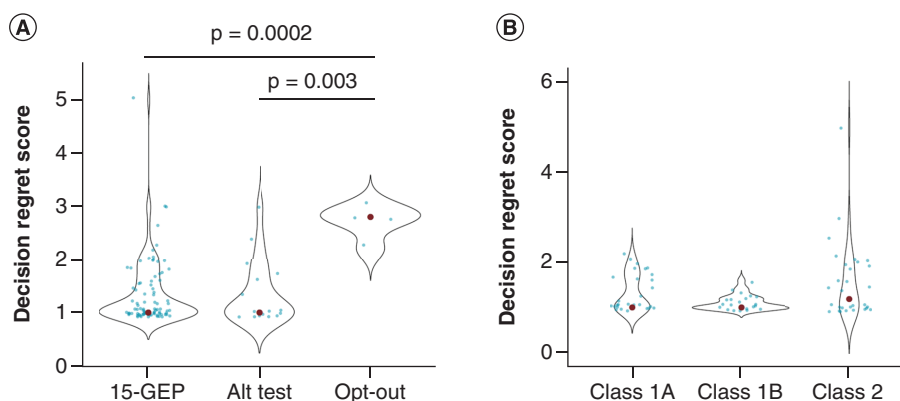 A
p = 0.0002
p = 0.003
Decision regret score
5
4
3
2
1
0
15-GEP Alt test Opt-out
B
Decision regret score
6
4
2
0
Class 1A Class 1B Class 2